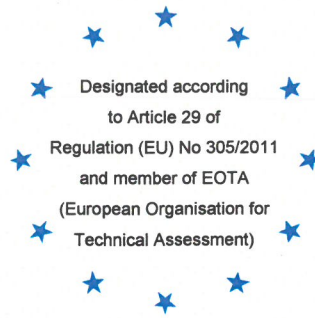 Designated according
to Article 29 of
Regulation (EU) No 305/2011
and member of EOTA
(European Organisation for
Technical Assessment)